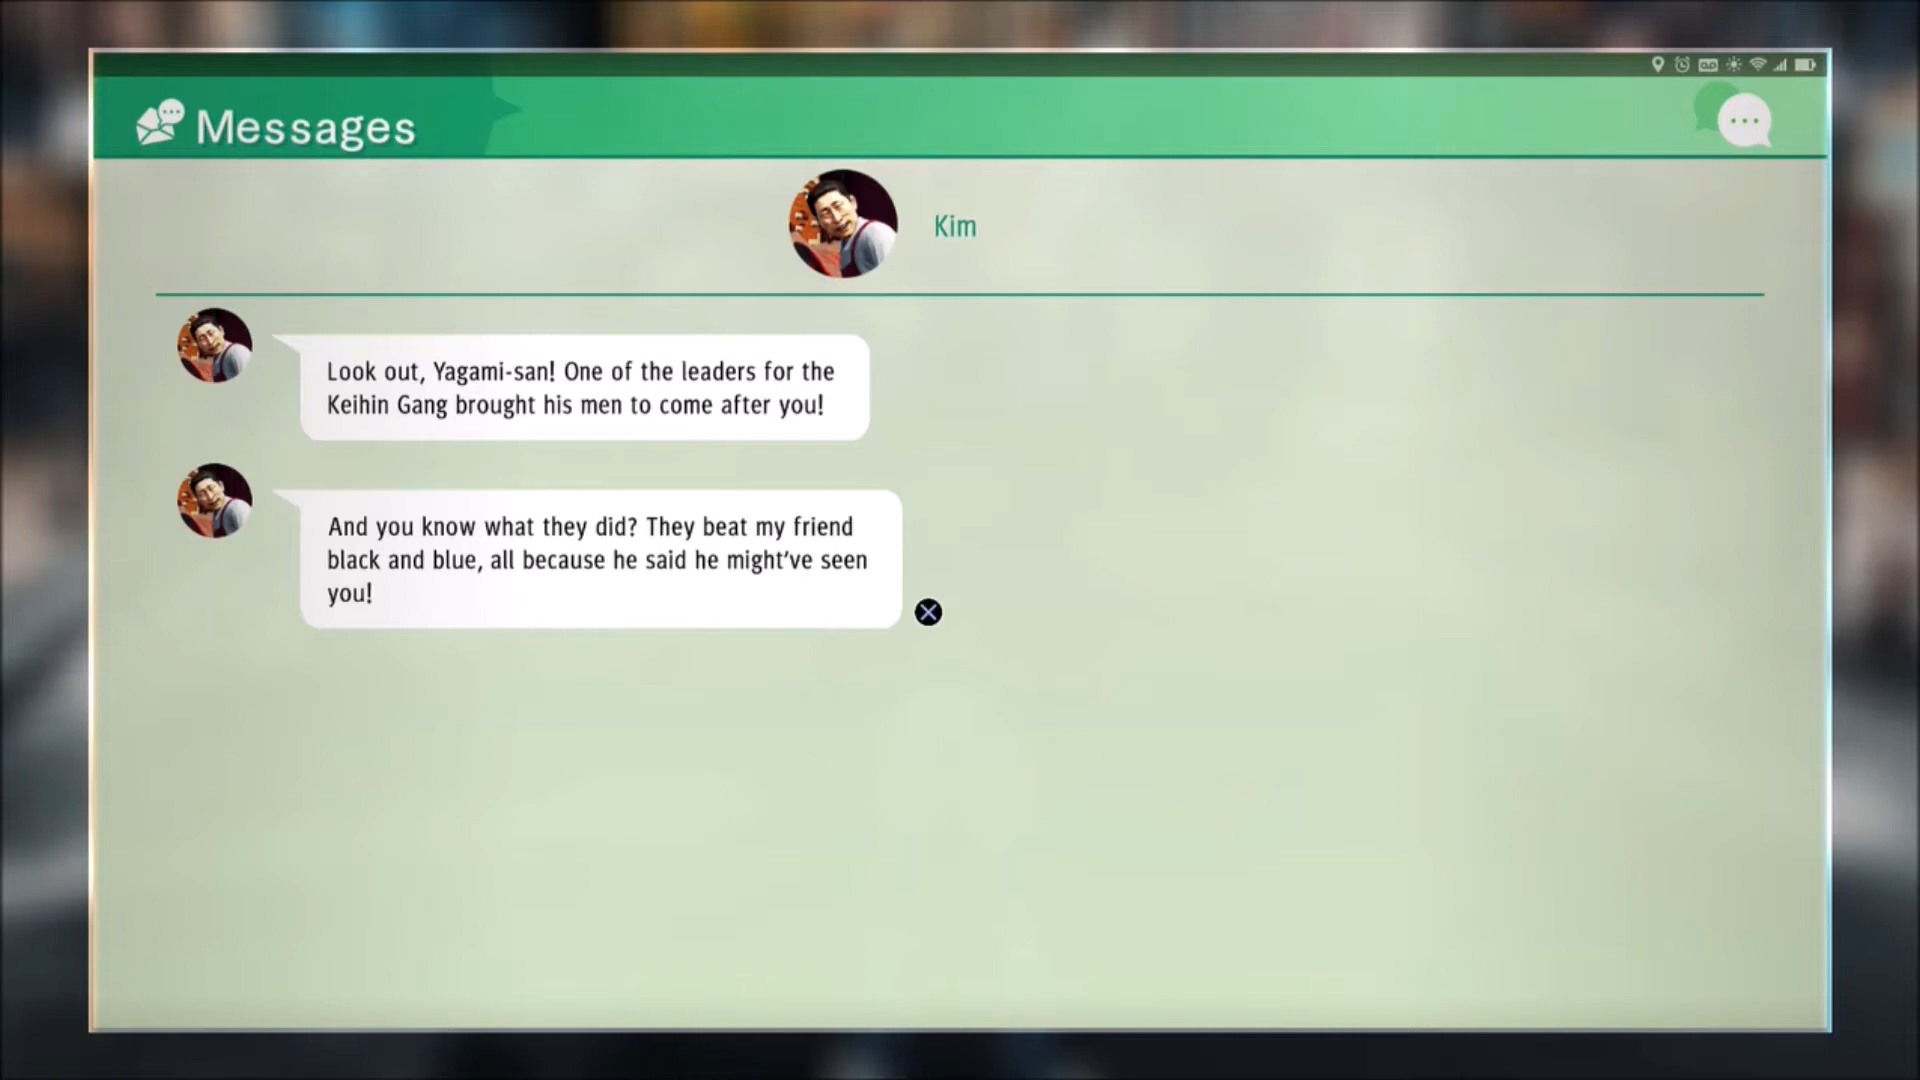 Messages
Kim
Look out, Yagami-san! One of the leaders for the
Keihin Gang brought his men to come after you!
And you know what they did? They beat my friend
black and blue, all because he said he might've seen
you!